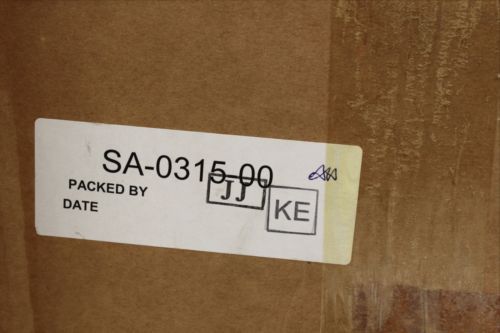 SA-0315-00
PACKED BY JJ
DATE KE